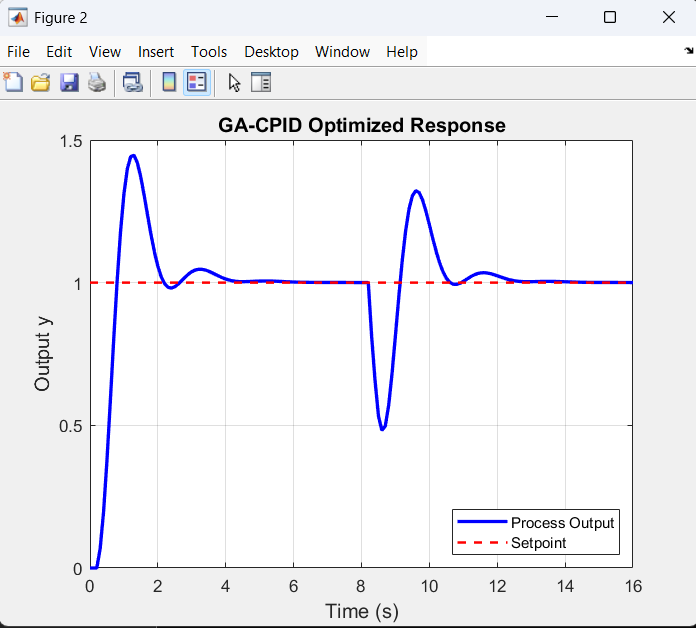 Figure 2
File Edit View Insert Tools Desktop Window Help
GA-CPID Optimized Response
1.5
1
0.5
0
Output y
0 2 4 6 8 10 12 14 16
Time (s)
Process Output
Setpoint